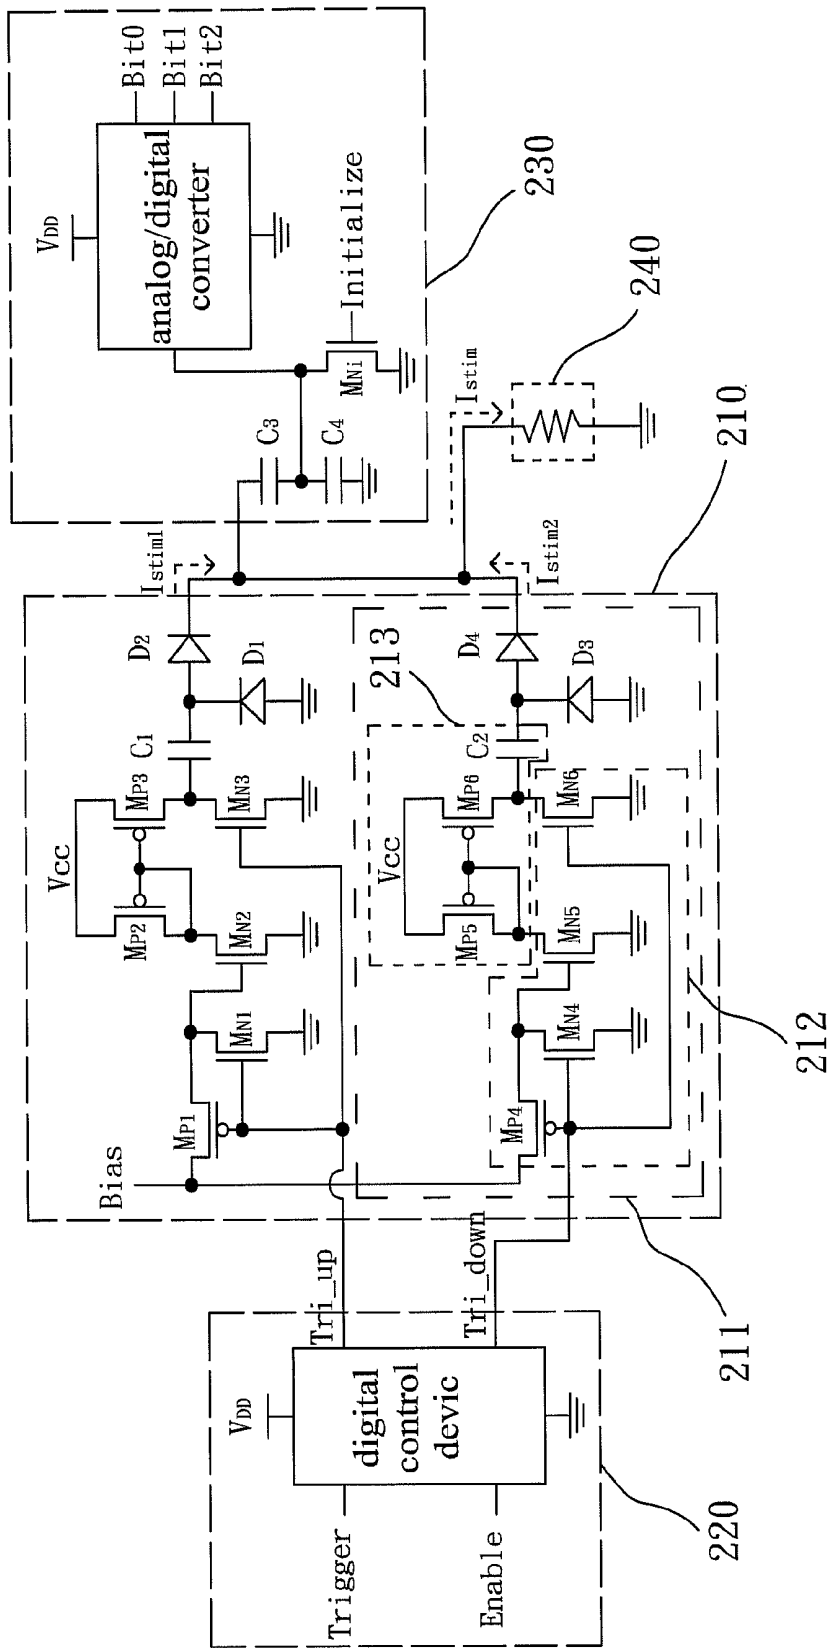 Trigger
Enable
VDD
digital
control
devic
220
Tri_up
Tri_down
211
Bias
MP1
MN1
MN2
MP2
Vcc
MP3
MN3
C1
D2
D1
Istim1
MP4
MN4
MN5
MP5
Vcc
MP6
MN6
C2
213
D4
D3
Istim2
212
210
C3
C4
MNi
Initialize
VDD
analog/digital
converter
Bit0
Bit1
Bit2
230
Istim
240